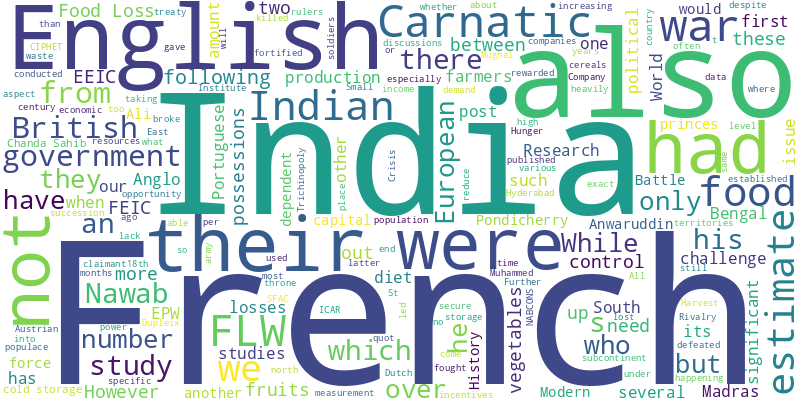 treaty
than
Food Loss
killed
rulers
two
Carnatic
whether
about
increasing
country
despite
CIPHET
waste
gave
will
soldiers
or
discussions
years
often
t
English
war
would
first
amount
fortified
between
companies
rewarded
Mughal
political
these
conducted
EEIC
there
one
cereals
Company
World
data
where
aspect
following
production
farmers
especially
heavily
also
from
century
economic
too
taking
Institute
Small
income
demand
Indian
European
post
high
Hunger
level
princes
issue
British
Ali
broke
East
what
Portuguese
Chanda Sahib
resources
India
published
various
Research
such
Battle
same
had
government
our
Anglo
opportunity
possessions
dependent
Trichinopoly
Crisis
other
reduce
Hyderabad
exact
established
they
have
when
FEIC
place
only
food
Bengal
an
ago
succession
able
per
capital
population
Pondicherry
Anwaruddin
territories
not
lack
so
army
their
were
out
end
While
his
claimant
18th
used
latter
time
Muhammed
All
control
challenge
more
months
most
throne
diet
St
Further
still
Nawab
EPW
losses
SFAC
ICAR
he
secure
storage
NABCONS
up
South
Harvest
estimated
Austrian
power
Dupleix
FLW
quot
led
no
s
need
its
Rivalry
lost
defeated
significant
into
number
populace
study
studies
which
History
vegetables
who
subcontinent
but
force
specific
we
north
come
fought
under
happening
has
However
fruits
over
Dutch
Modern
several
Madras
cold storage
another
measurement
incentives
French